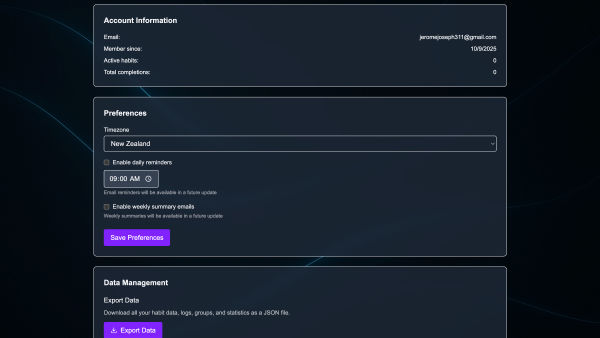 Account Information
Email: jeromejoseph311@gmail.com
Member since: 10/9/2025
Active habits: 0
Total completions: 0
Preferences
Timezone
New Zealand
Enable daily reminders
09:00 AM
Email reminders will be available in a future update
Enable weekly summary emails
Weekly summaries will be available in a future update
Save Preferences
Data Management
Export Data
Download all your habit data, logs, groups, and statistics as a JSON file.
Export Data